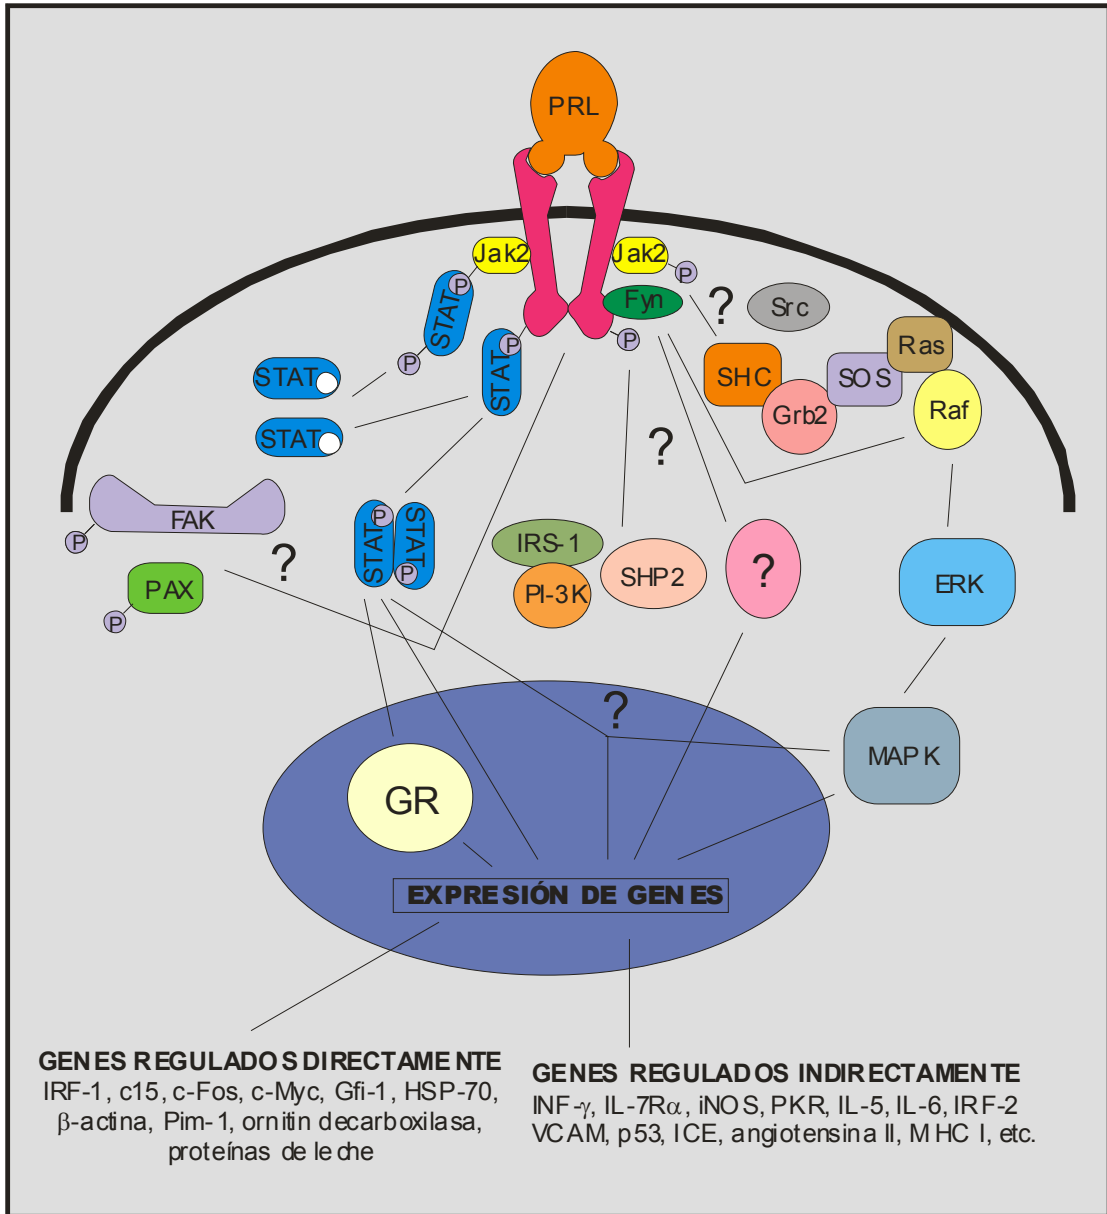 PRL
Jak2
Jak2
P
P
STAT
Fyn
?
Src
P
STAT
P
P
Ras
STAT
SHC
SOS
Grb2
Raf
STAT
?
FAK
P
?
STAT
P
STAT
P
IRS-1
PI-3K
SHP2
?
ERK
PAX
P
?
MAPK
GR
EXPRESIÓN DE GENES
GENES REGULADOS DIRECTAMENTE
IRF-1, c15, c-Fos, c-Myc, Gfi-1, HSP-70,
β-actina, Pim-1, ornitin decarboxilasa,
proteínas de leche
GENES REGULADOS INDIRECTAMENTE
INF-γ, IL-7Rα, iNOS, PKR, IL-5, IL-6, IRF-2
VCAM, p53, ICE, angiotensina II, MHC I, etc.